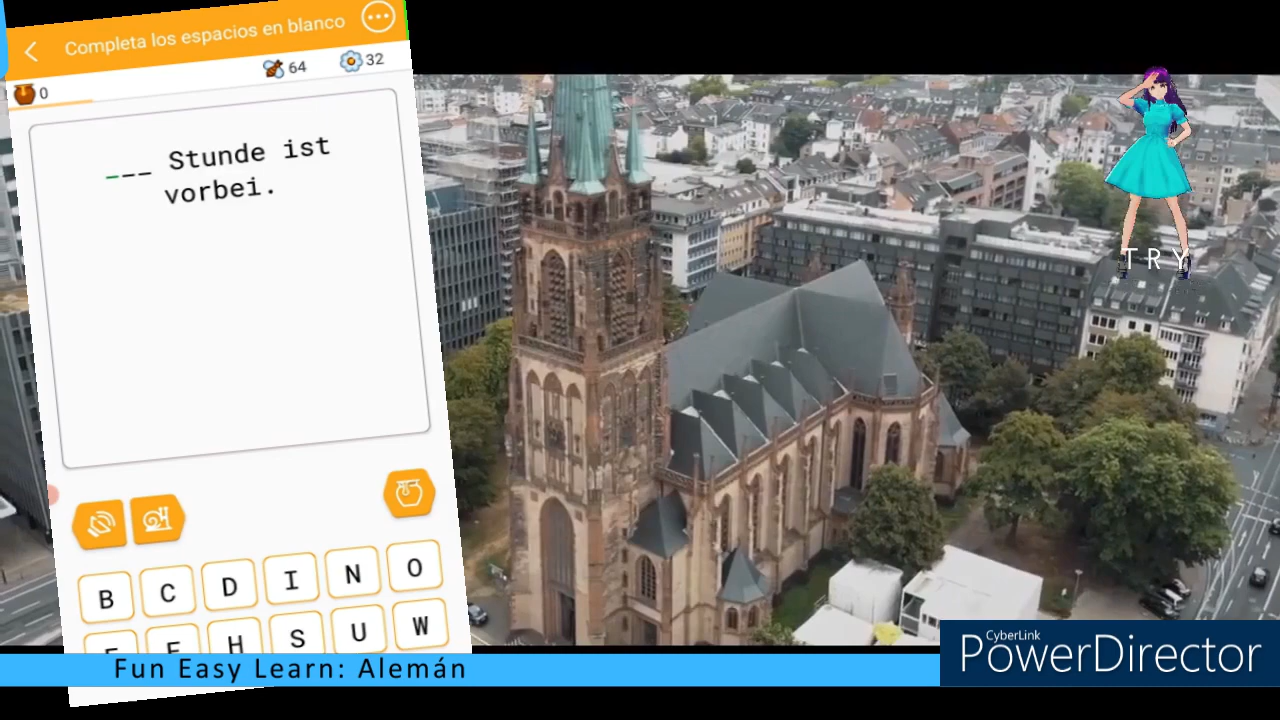 Completa los espacios en blanco
0
64
32
___ Stunde ist
vorbei.
B C D I N O
H S U W
TRY
Fun Easy Learn: Alemán
CyberLink
PowerDirector